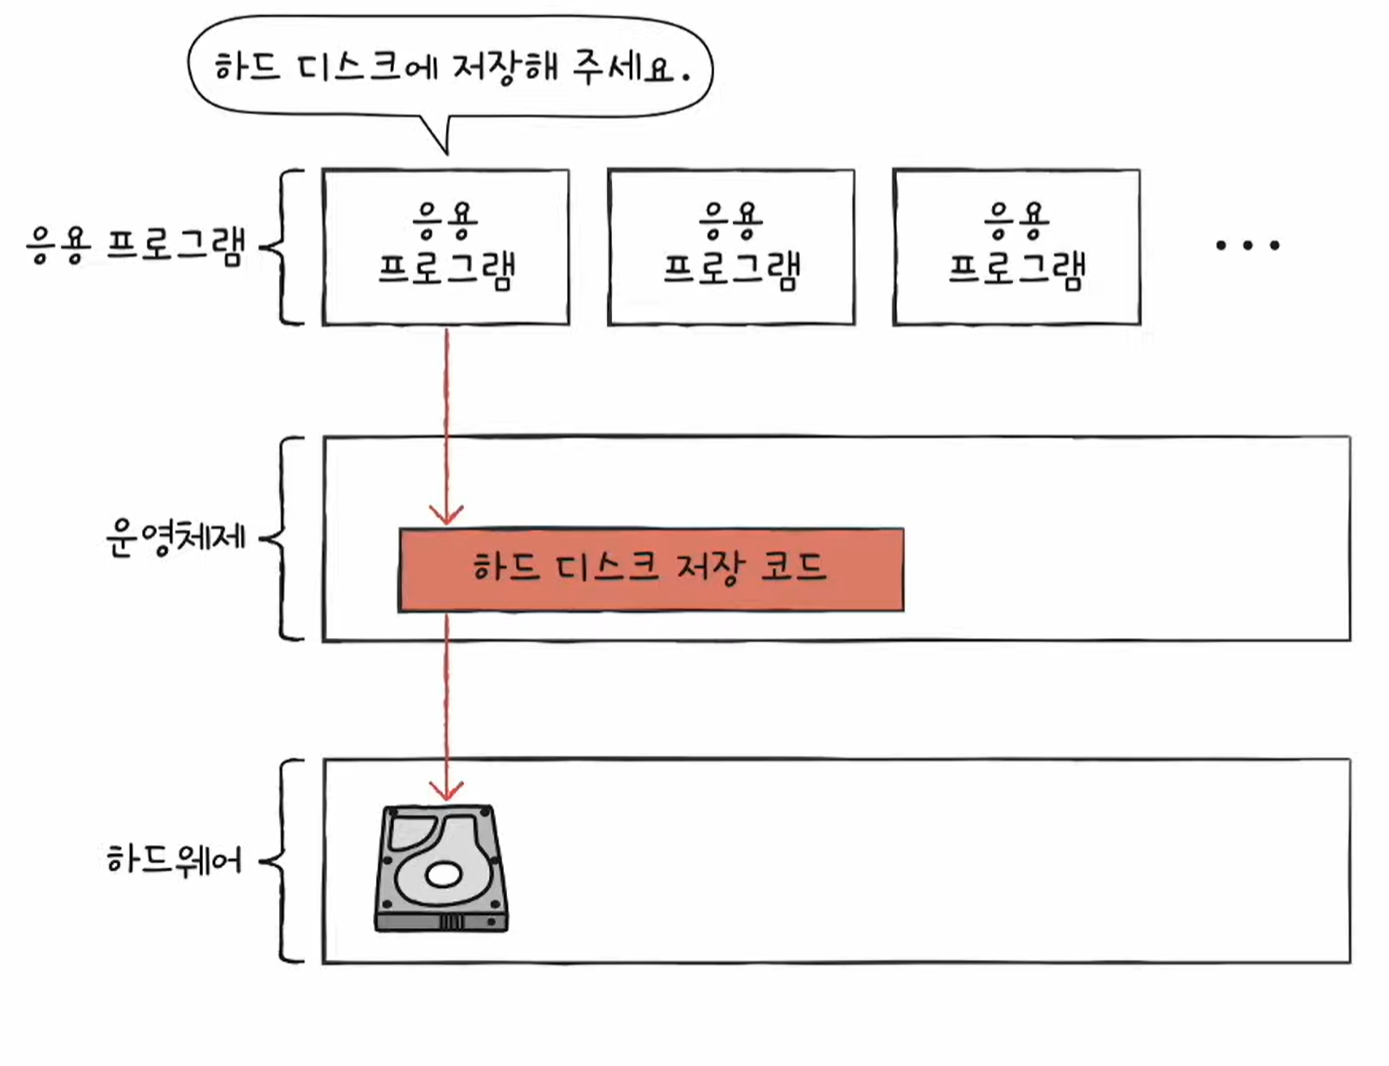 하드 디스크에 저장해 주세요.
응용 프로그램
응용
프로그램
응용
프로그램
응용
프로그램
...
운영체제
하드 디스크 저장 코드
하드웨어